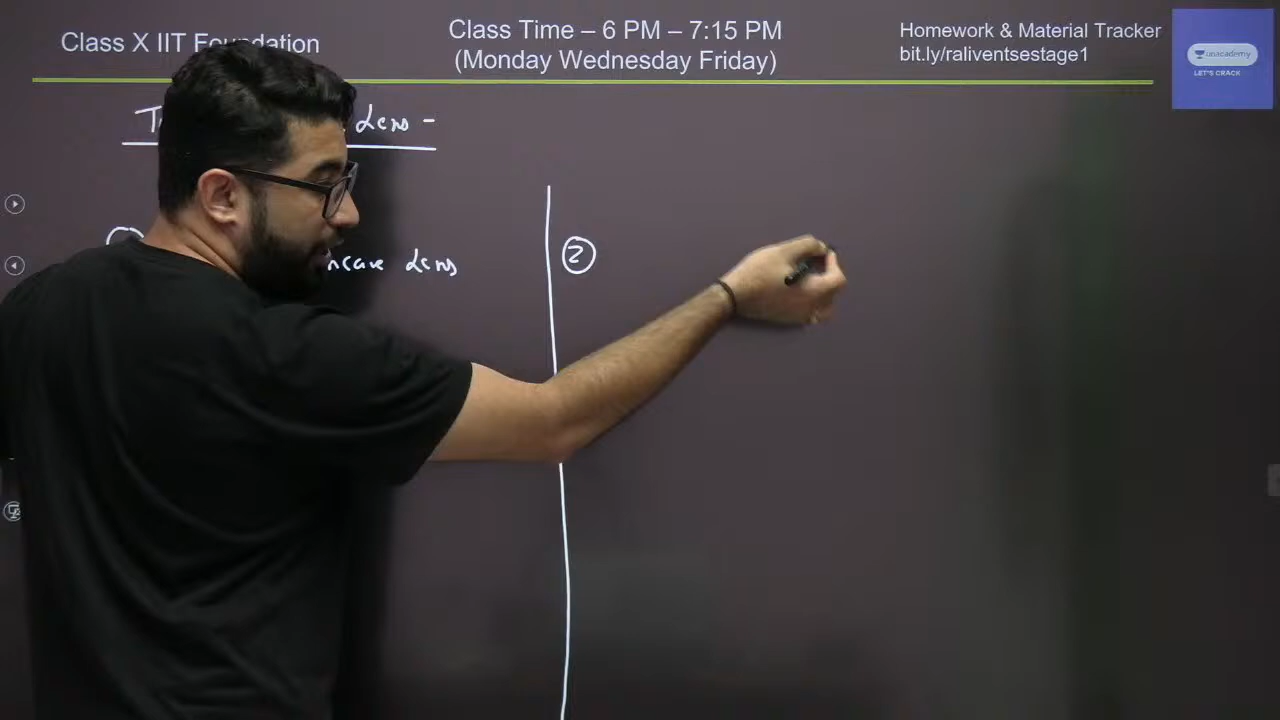 Class X IIT Foundation
Class Time – 6 PM – 7:15 PM
(Monday Wednesday Friday)
Homework & Material Tracker
bit.ly/raliventsestage1
unacademy
LET'S CRACK
Lens –
Lens
2